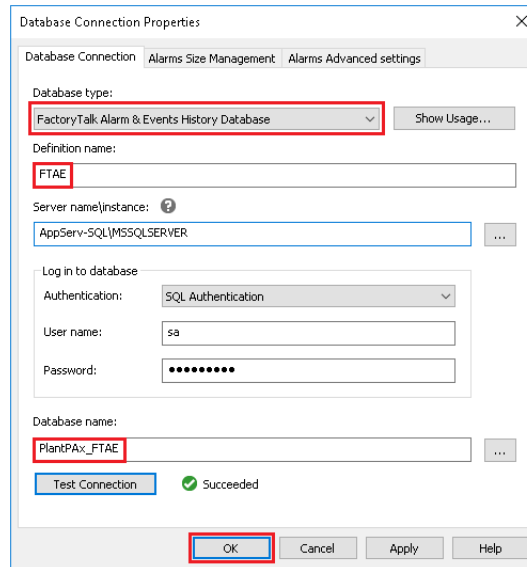 Database Connection Properties
Database Connection Alarms Size Management Alarms Advanced settings
Database type:
FactoryTalk Alarm & Events History Database Show Usage...
Definition name:
FTAE
Server name\instance: ?
AppServ-SQL\MSSQLSERVER ...
Log in to database
Authentication: SQL Authentication
User name: sa
Password: ●●●●●●●●●
Database name:
PlantPAx_FTAE ...
Test Connection Succeeded
OK Cancel Apply Help